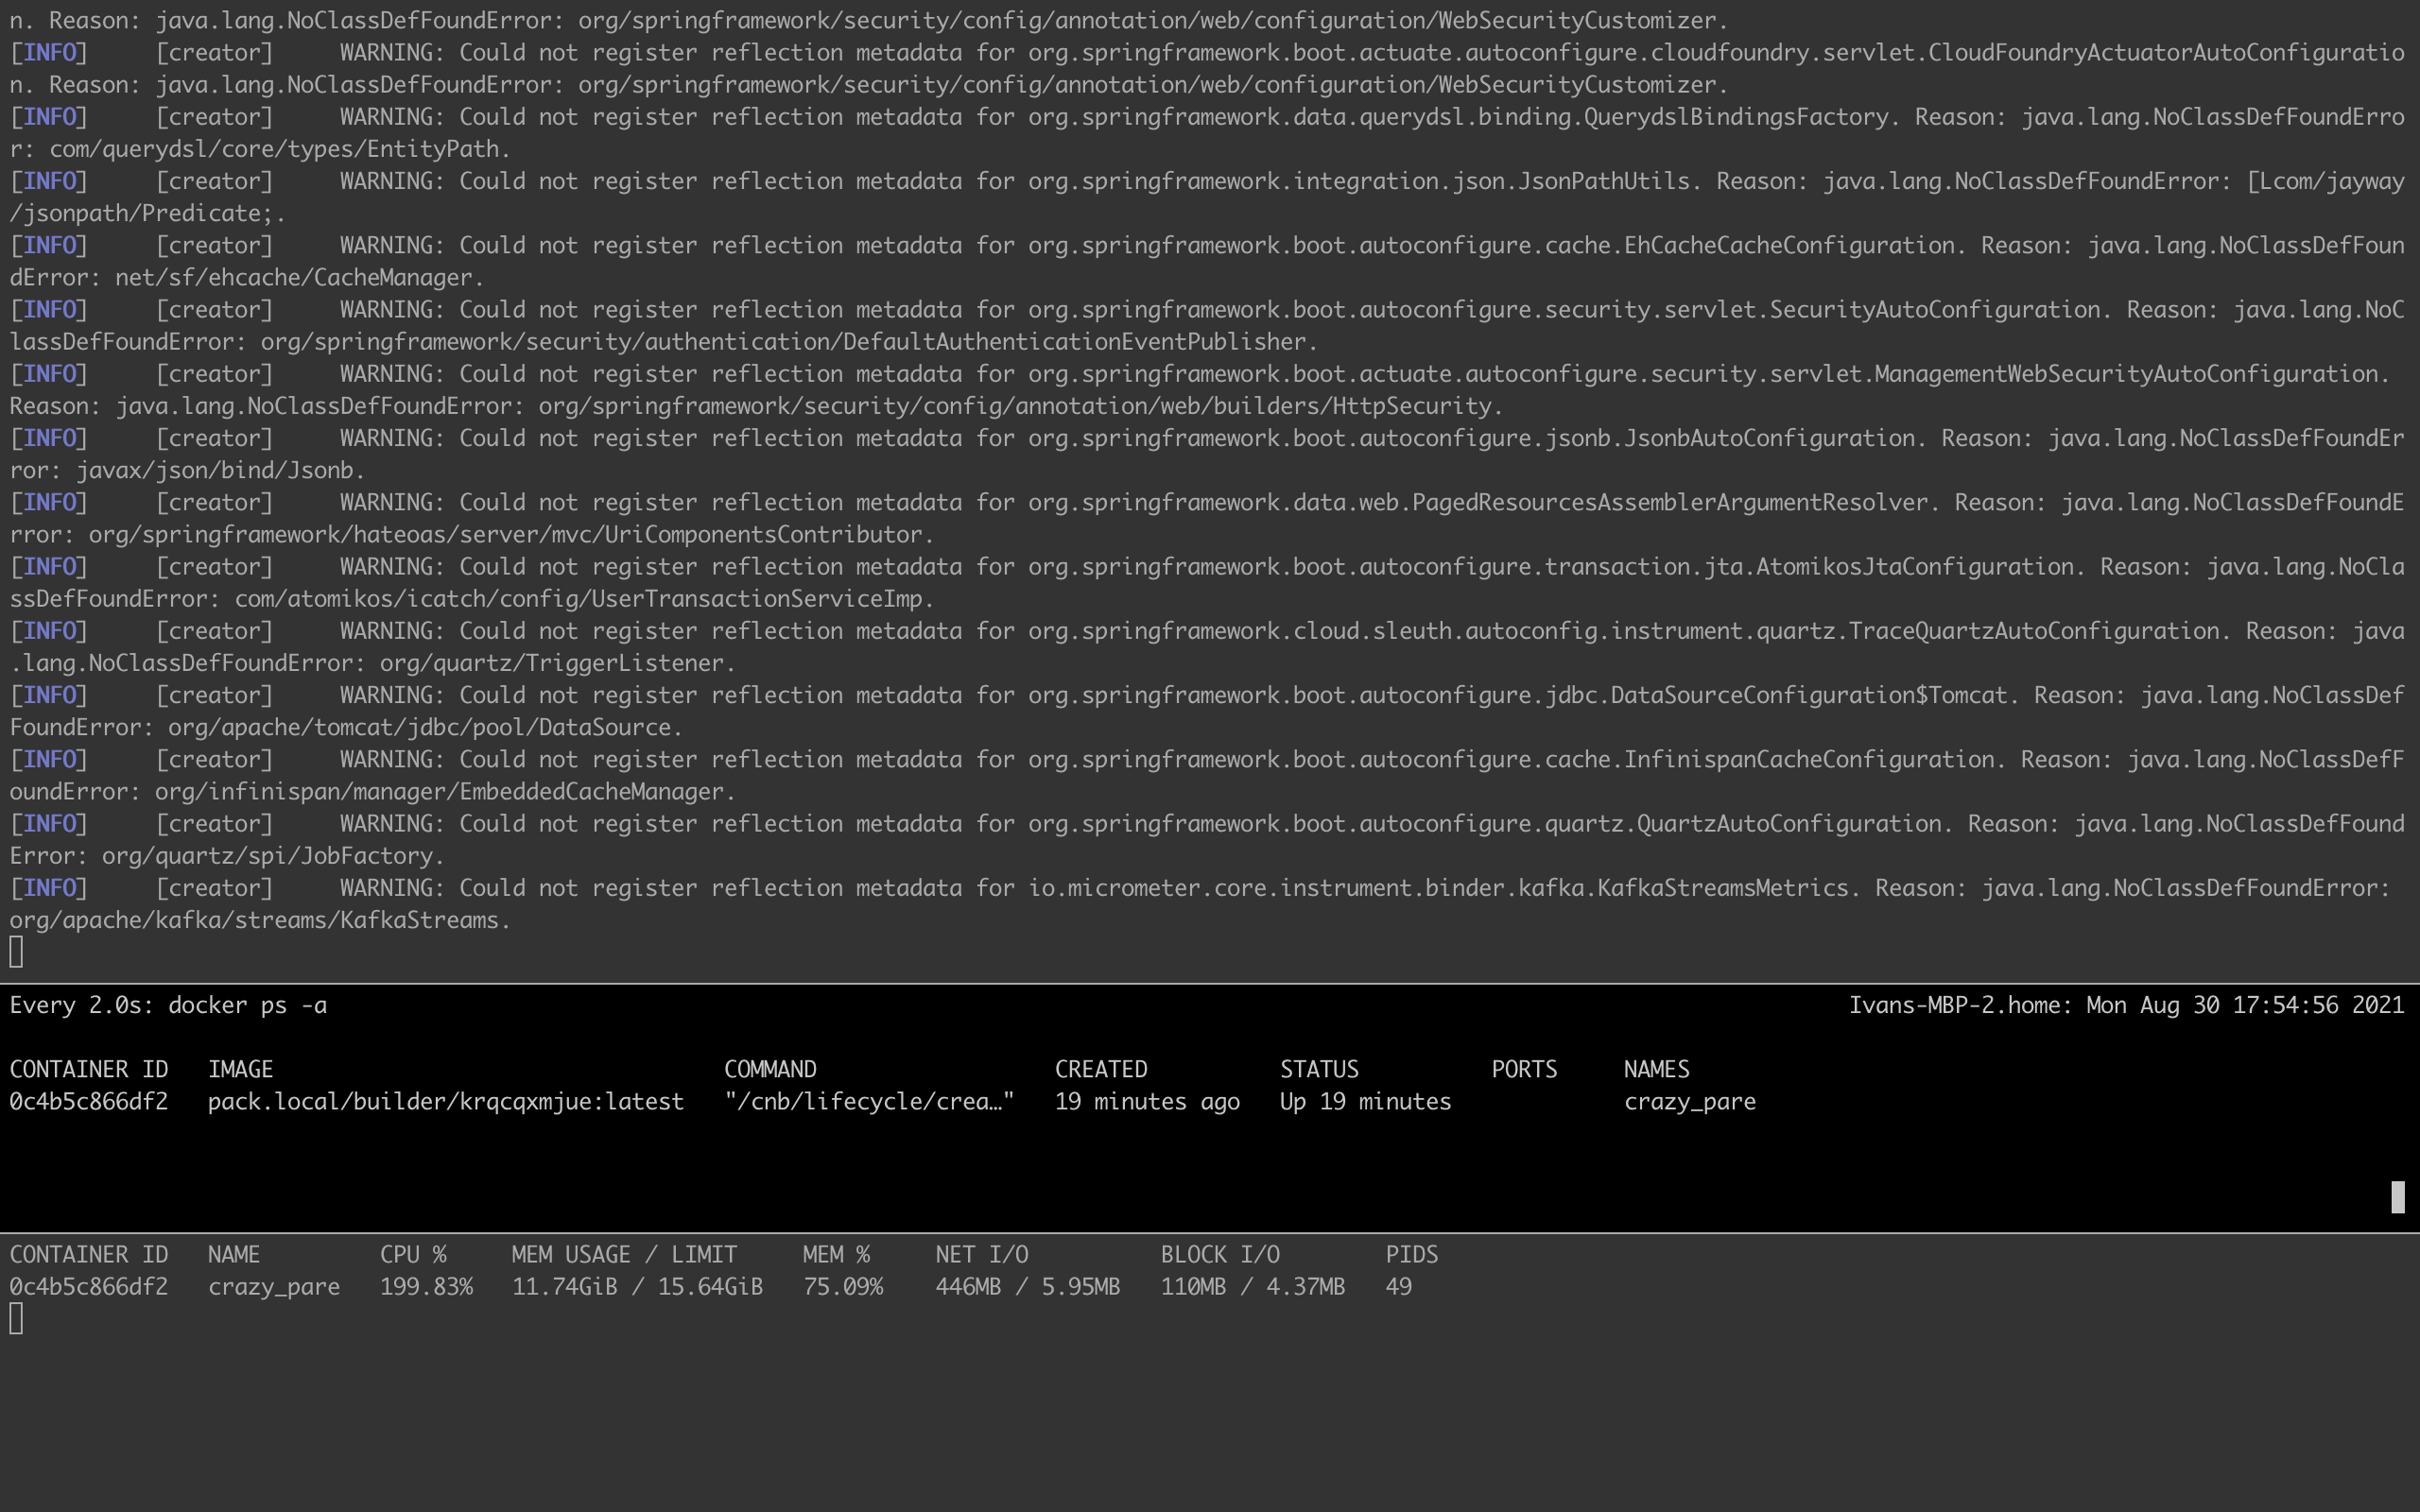 n. Reason: java.lang.NoClassDefFoundError: org/springframework/security/config/annotation/web/configuration/WebSecurityCustomizer.
[INFO]     [creator]     WARNING: Could not register reflection metadata for org.springframework.boot.actuate.autoconfigure.cloudfoundry.servlet.CloudFoundryActuatorAutoConfiguratio
n. Reason: java.lang.NoClassDefFoundError: org/springframework/security/config/annotation/web/configuration/WebSecurityCustomizer.
[INFO]     [creator]     WARNING: Could not register reflection metadata for org.springframework.data.querydsl.binding.QuerydslBindingsFactory. Reason: java.lang.NoClassDefFoundErro
r: com/querydsl/core/types/EntityPath.
[INFO]     [creator]     WARNING: Could not register reflection metadata for org.springframework.integration.json.JsonPathUtils. Reason: java.lang.NoClassDefFoundError: [Lcom/jayway
/jsonpath/Predicate;.
[INFO]     [creator]     WARNING: Could not register reflection metadata for org.springframework.boot.autoconfigure.cache.EhCacheCacheConfiguration. Reason: java.lang.NoClassDefFoun
dError: net/sf/ehcache/CacheManager.
[INFO]     [creator]     WARNING: Could not register reflection metadata for org.springframework.boot.autoconfigure.security.servlet.SecurityAutoConfiguration. Reason: java.lang.NoC
lassDefFoundError: org/springframework/security/authentication/DefaultAuthenticationEventPublisher.
[INFO]     [creator]     WARNING: Could not register reflection metadata for org.springframework.boot.actuate.autoconfigure.security.servlet.ManagementWebSecurityAutoConfiguration.
Reason: java.lang.NoClassDefFoundError: org/springframework/security/config/annotation/web/builders/HttpSecurity.
[INFO]     [creator]     WARNING: Could not register reflection metadata for org.springframework.boot.autoconfigure.jsonb.JsonbAutoConfiguration. Reason: java.lang.NoClassDefFoundEr
ror: javax/json/bind/Jsonb.
[INFO]     [creator]     WARNING: Could not register reflection metadata for org.springframework.data.web.PagedResourcesAssemblerArgumentResolver. Reason: java.lang.NoClassDefFoundE
rror: org/springframework/hateoas/server/mvc/UriComponentsContributor.
[INFO]     [creator]     WARNING: Could not register reflection metadata for org.springframework.boot.autoconfigure.transaction.jta.AtomikosJtaConfiguration. Reason: java.lang.NoCla
ssDefFoundError: com/atomikos/icatch/config/UserTransactionServiceImp.
[INFO]     [creator]     WARNING: Could not register reflection metadata for org.springframework.cloud.sleuth.autoconfig.instrument.quartz.TraceQuartzAutoConfiguration. Reason: java
.lang.NoClassDefFoundError: org/quartz/TriggerListener.
[INFO]     [creator]     WARNING: Could not register reflection metadata for org.springframework.boot.autoconfigure.jdbc.DataSourceConfiguration$Tomcat. Reason: java.lang.NoClassDef
FoundError: org/apache/tomcat/jdbc/pool/DataSource.
[INFO]     [creator]     WARNING: Could not register reflection metadata for org.springframework.boot.autoconfigure.cache.InfinispanCacheConfiguration. Reason: java.lang.NoClassDefF
oundError: org/infinispan/manager/EmbeddedCacheManager.
[INFO]     [creator]     WARNING: Could not register reflection metadata for org.springframework.boot.autoconfigure.quartz.QuartzAutoConfiguration. Reason: java.lang.NoClassDefFound
Error: org/quartz/spi/JobFactory.
[INFO]     [creator]     WARNING: Could not register reflection metadata for io.micrometer.core.instrument.binder.kafka.KafkaStreamsMetrics. Reason: java.lang.NoClassDefFoundError:
org/apache/kafka/streams/KafkaStreams.
Every 2.0s: docker ps -a     Ivans-MBP-2.home: Mon Aug 30 17:54:56 2021
CONTAINER ID   IMAGE   COMMAND   CREATED   STATUS   PORTS   NAMES
0c4b5c866df2   pack.local/builder/krqcqxmjue:latest   "/cnb/lifecycle/crea…"   19 minutes ago   Up 19 minutes   crazy_pare
CONTAINER ID   NAME   CPU %   MEM USAGE / LIMIT   MEM %   NET I/O   BLOCK I/O   PIDS
0c4b5c866df2   crazy_pare   199.83%   11.74GiB / 15.64GiB   75.09%   446MB / 5.95MB   110MB / 4.37MB   49